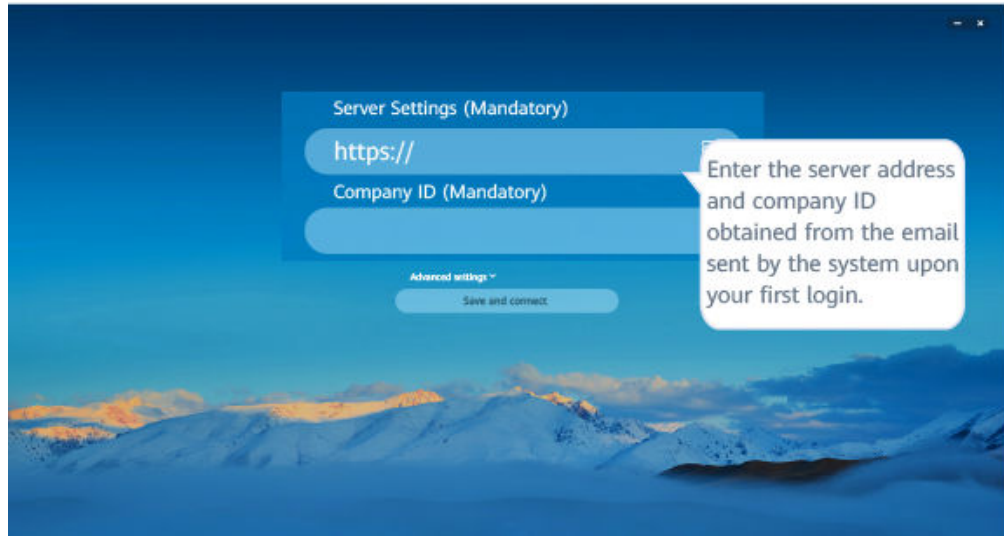 Server Settings (Mandatory)
https://
Company ID (Mandatory)
Enter the server address
and company ID
obtained from the email
sent by the system upon
your first login.
Advanced settings
Save and connect